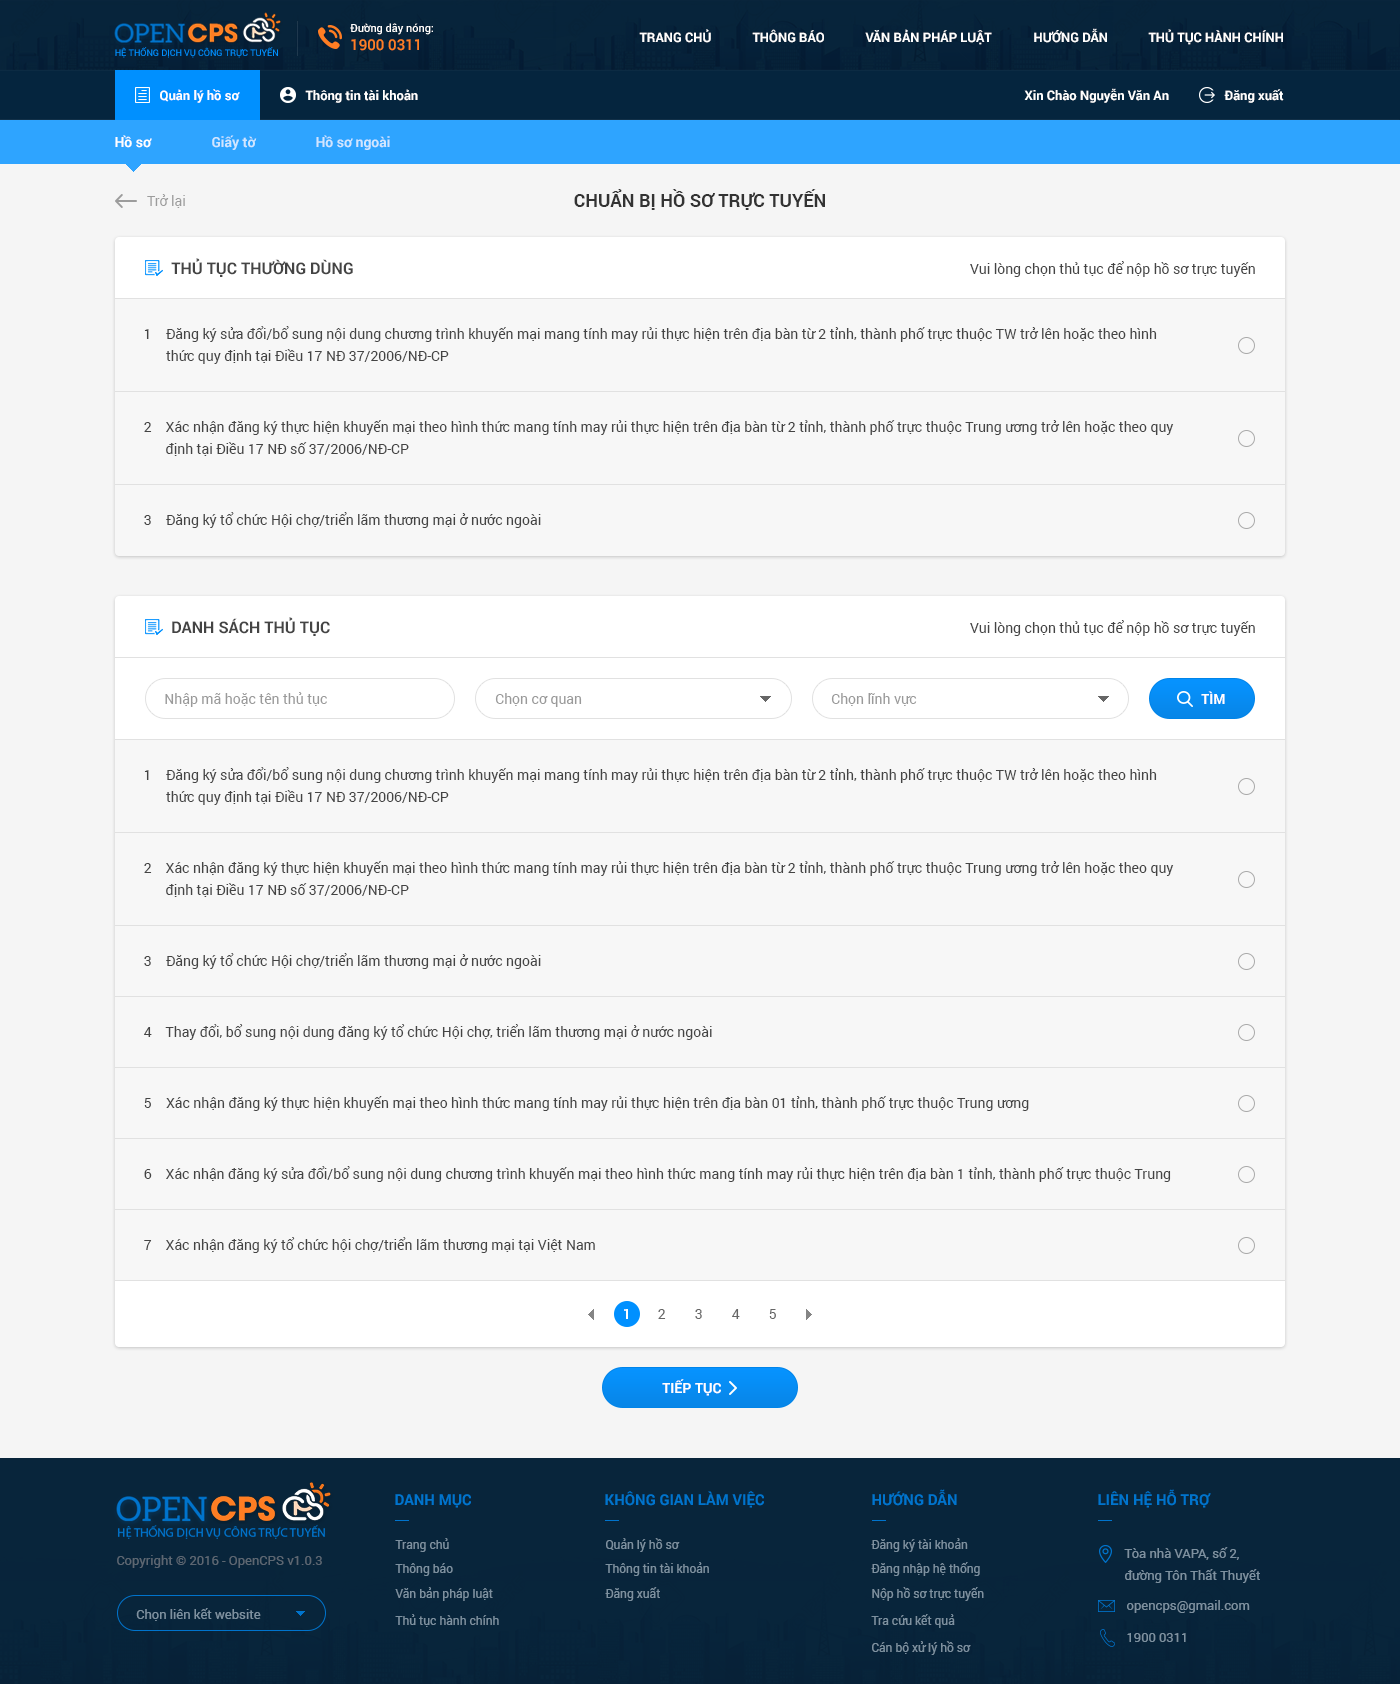 OPENCPS
HỆ THỐNG DỊCH VỤ CÔNG TRỰC TUYẾN
Đường dây nóng:
1900 0311
TRANG CHỦ
THÔNG BÁO
VĂN BẢN PHÁP LUẬT
HƯỚNG DẪN
THỦ TỤC HÀNH CHÍNH
Quản lý hồ sơ
Thông tin tài khoản
Xin Chào Nguyễn Văn An
Đăng xuất
Hồ sơ
Giấy tờ
Hồ sơ ngoài
Trở lại
CHUẨN BỊ HỒ SƠ TRỰC TUYẾN
THỦ TỤC THƯỜNG DÙNG
Vui lòng chọn thủ tục để nộp hồ sơ trực tuyến
1 Đăng ký sửa đổi/bổ sung nội dung chương trình khuyến mại mang tính may rủi thực hiện trên địa bàn từ 2 tỉnh, thành phố trực thuộc TW trở lên hoặc theo hình
thức quy định tại Điều 17 NĐ 37/2006/NĐ-CP
2 Xác nhận đăng ký thực hiện khuyến mại theo hình thức mang tính may rủi thực hiện trên địa bàn từ 2 tỉnh, thành phố trực thuộc Trung ương trở lên hoặc theo quy
định tại Điều 17 NĐ số 37/2006/NĐ-CP
3 Đăng ký tổ chức Hội chợ/triển lãm thương mại ở nước ngoài
DANH SÁCH THỦ TỤC
Vui lòng chọn thủ tục để nộp hồ sơ trực tuyến
Nhập mã hoặc tên thủ tục
Chọn cơ quan
Chọn lĩnh vực
TÌM
1 Đăng ký sửa đổi/bổ sung nội dung chương trình khuyến mại mang tính may rủi thực hiện trên địa bàn từ 2 tỉnh, thành phố trực thuộc TW trở lên hoặc theo hình
thức quy định tại Điều 17 NĐ 37/2006/NĐ-CP
2 Xác nhận đăng ký thực hiện khuyến mại theo hình thức mang tính may rủi thực hiện trên địa bàn từ 2 tỉnh, thành phố trực thuộc Trung ương trở lên hoặc theo quy
định tại Điều 17 NĐ số 37/2006/NĐ-CP
3 Đăng ký tổ chức Hội chợ/triển lãm thương mại ở nước ngoài
4 Thay đổi, bổ sung nội dung đăng ký tổ chức Hội chợ, triển lãm thương mại ở nước ngoài
5 Xác nhận đăng ký thực hiện khuyến mại theo hình thức mang tính may rủi thực hiện trên địa bàn 01 tỉnh, thành phố trực thuộc Trung ương
6 Xác nhận đăng ký sửa đổi/bổ sung nội dung chương trình khuyến mại theo hình thức mang tính may rủi thực hiện trên địa bàn 1 tỉnh, thành phố trực thuộc Trung
7 Xác nhận đăng ký tổ chức hội chợ/triển lãm thương mại tại Việt Nam
1 2 3 4 5
TIẾP TỤC
OPENCPS
HỆ THỐNG DỊCH VỤ CÔNG TRỰC TUYẾN
Copyright © 2016 - OpenCPS v1.0.3
Chọn liên kết website
DANH MỤC
Trang chủ
Thông báo
Văn bản pháp luật
Thủ tục hành chính
KHÔNG GIAN LÀM VIỆC
Quản lý hồ sơ
Thông tin tài khoản
Đăng xuất
HƯỚNG DẪN
Đăng ký tài khoản
Đăng nhập hệ thống
Nộp hồ sơ trực tuyến
Tra cứu kết quả
Cán bộ xử lý hồ sơ
LIÊN HỆ HỖ TRỢ
Tòa nhà VAPA, số 2,
đường Tôn Thất Thuyết
opencps@gmail.com
1900 0311